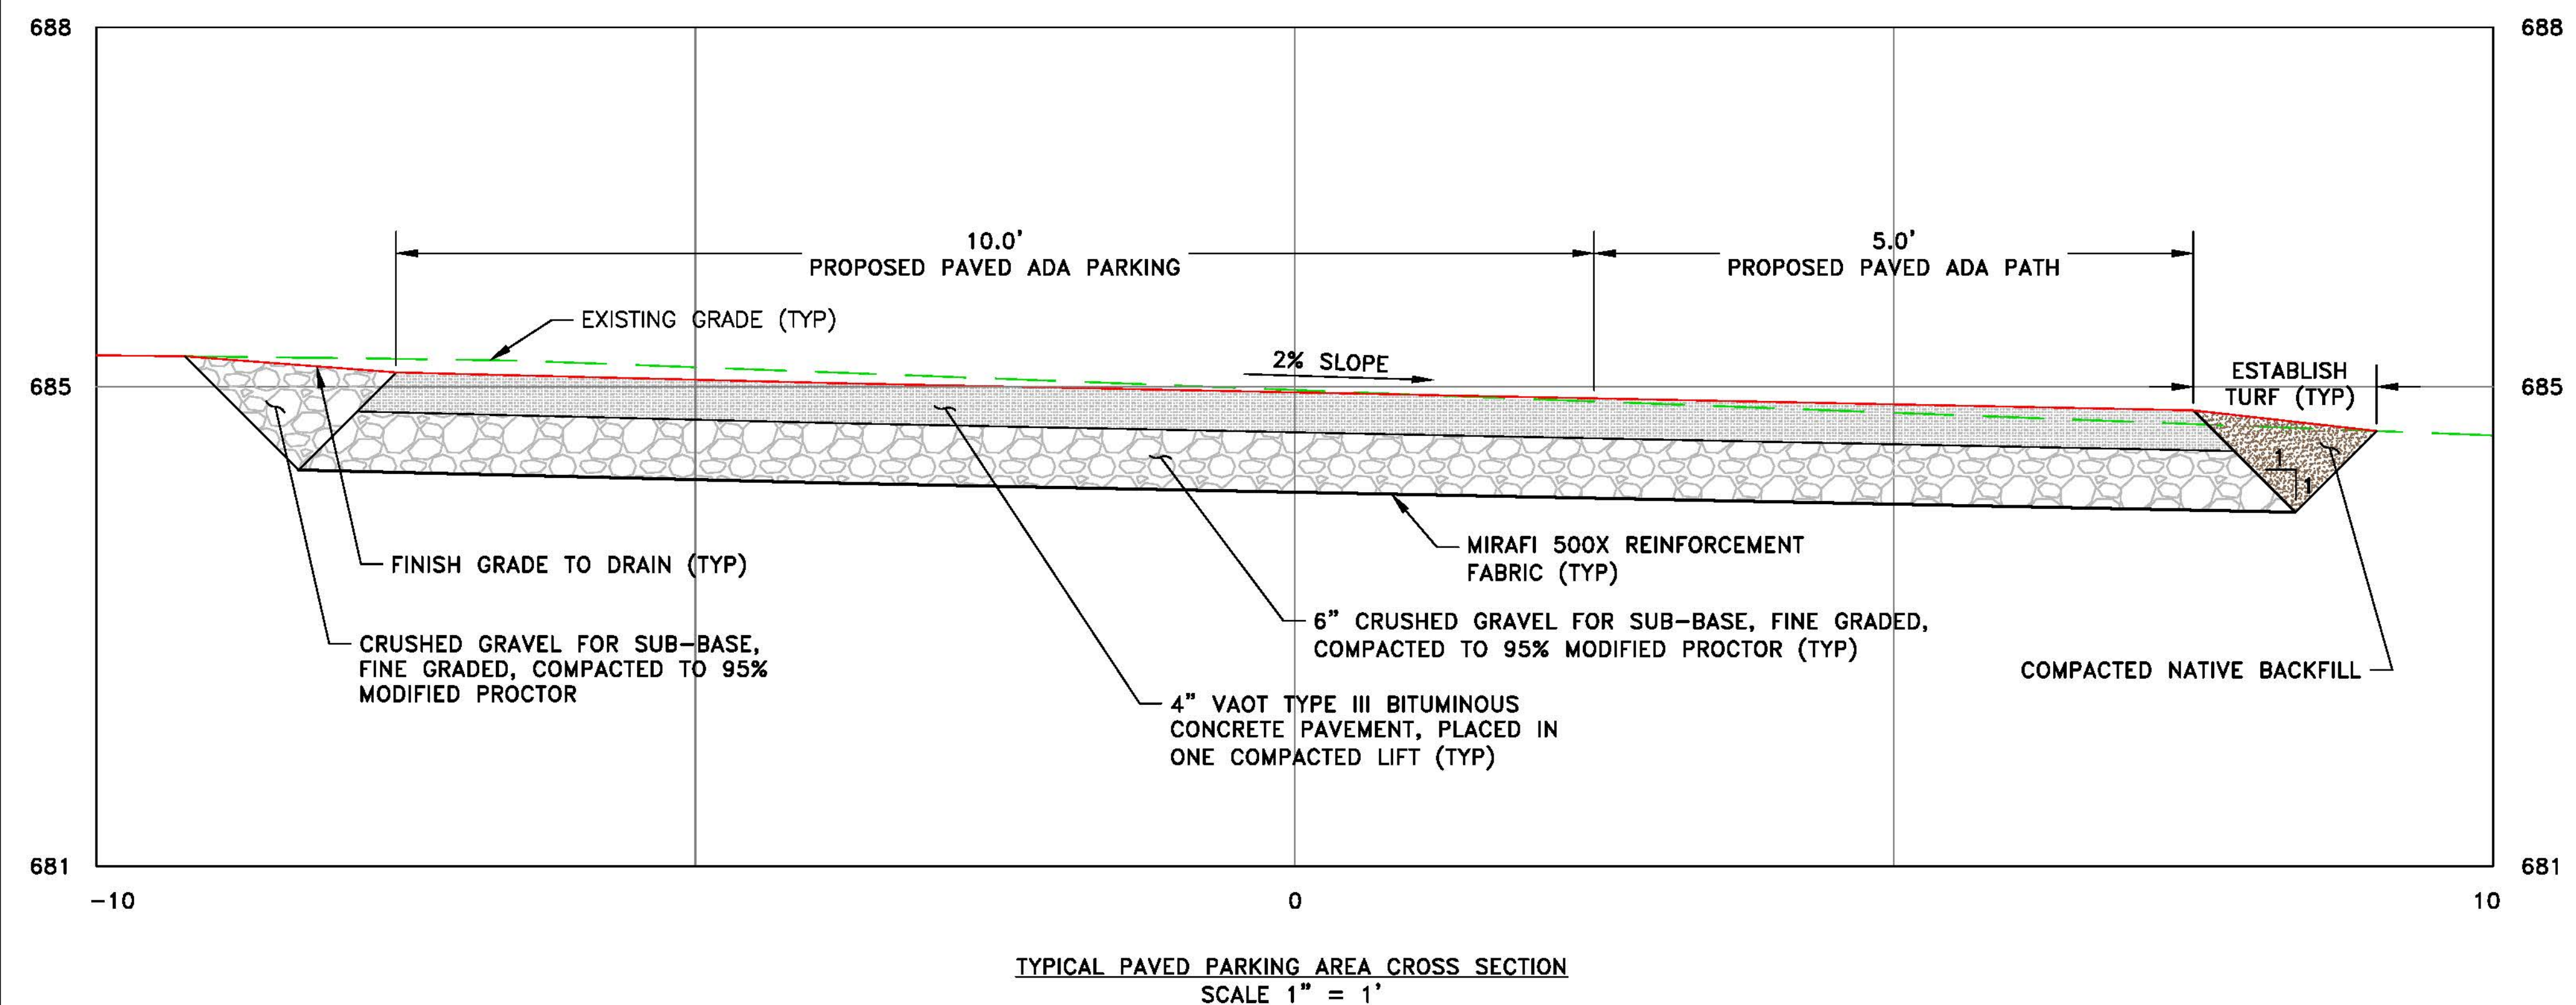 688
688
10.0'
PROPOSED PAVED ADA PARKING
5.0'
PROPOSED PAVED ADA PATH
EXISTING GRADE (TYP)
2% SLOPE
ESTABLISH
TURF (TYP)
685
685
1
1
FINISH GRADE TO DRAIN (TYP)
MIRAFI 500X REINFORCEMENT
FABRIC (TYP)
6" CRUSHED GRAVEL FOR SUB-BASE, FINE GRADED,
COMPACTED TO 95% MODIFIED PROCTOR (TYP)
CRUSHED GRAVEL FOR SUB-BASE,
FINE GRADED, COMPACTED TO 95%
MODIFIED PROCTOR
COMPACTED NATIVE BACKFILL
4" VAOT TYPE III BITUMINOUS
CONCRETE PAVEMENT, PLACED IN
ONE COMPACTED LIFT (TYP)
681
681
-10
0
10
TYPICAL PAVED PARKING AREA CROSS SECTION
SCALE 1" = 1'